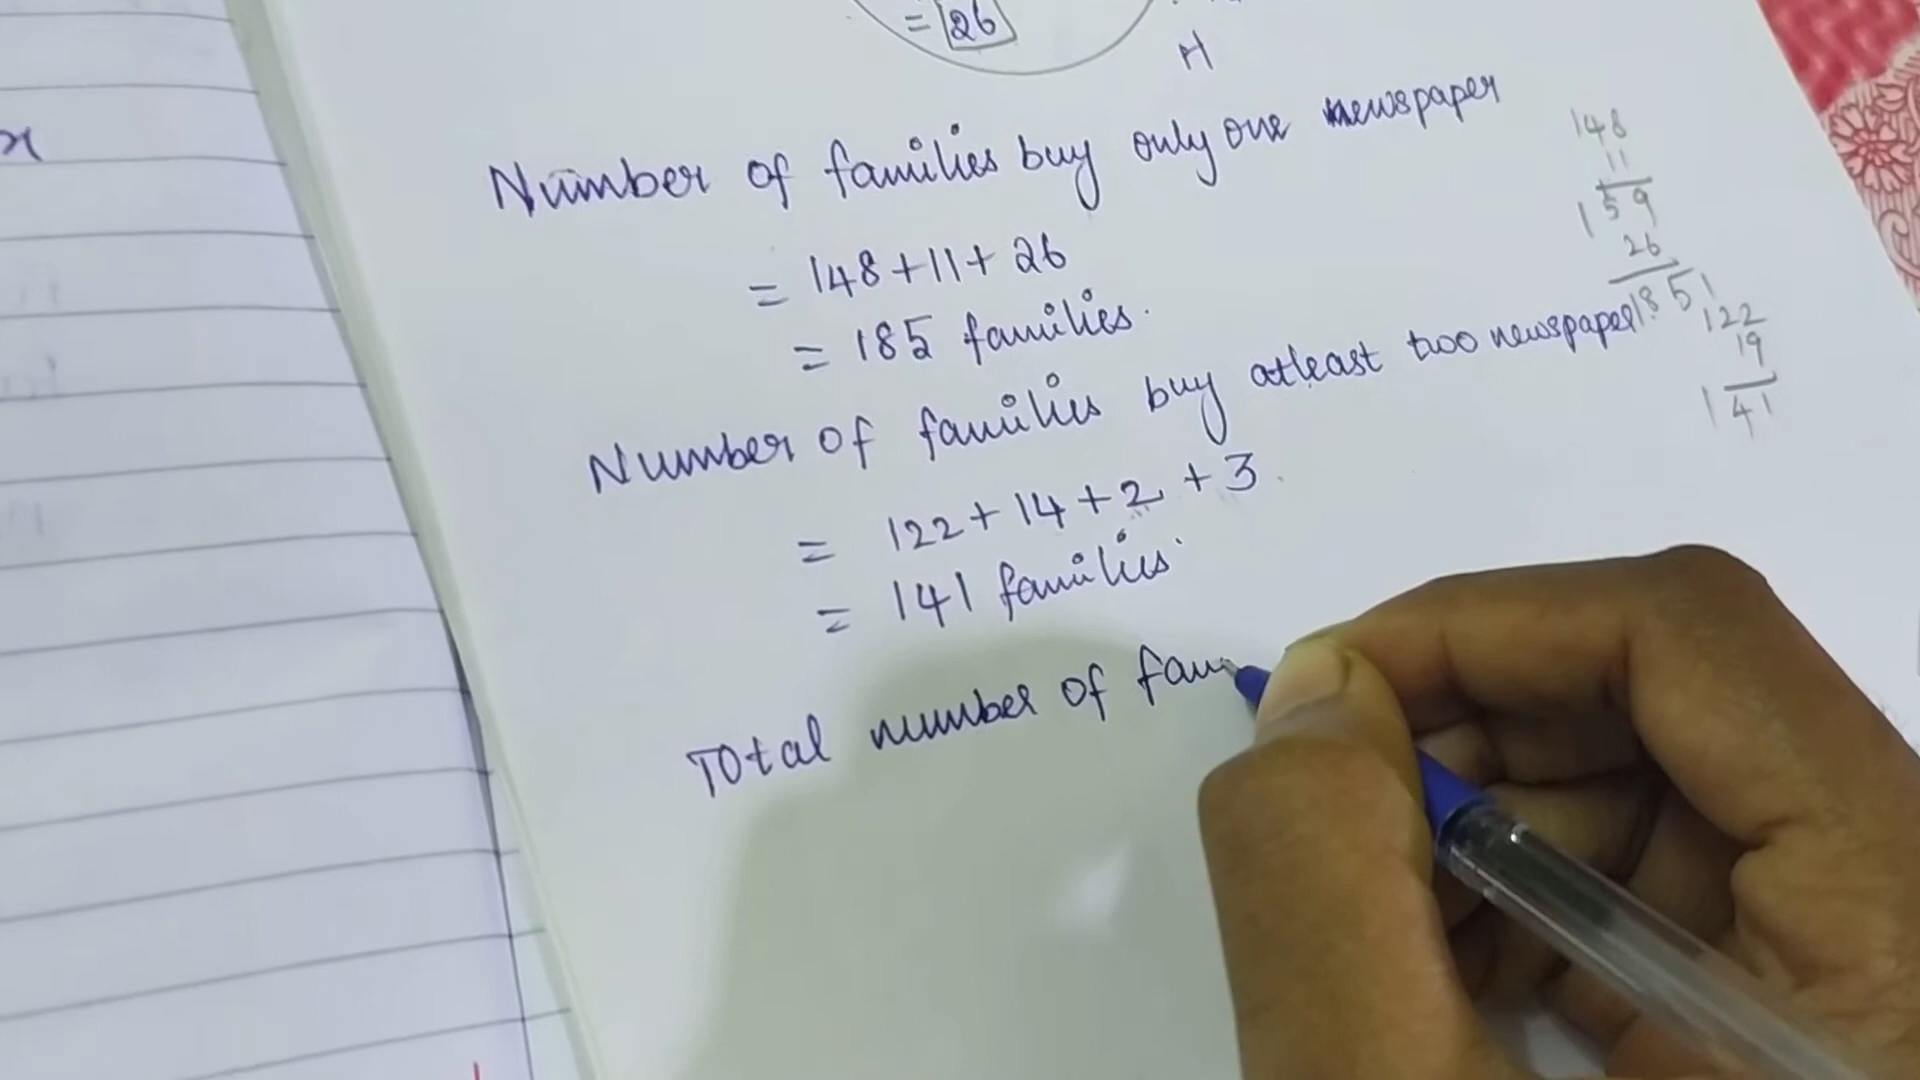 = 26
H
Number of families buy only one newspaper
= 148+11+ 26
= 185 families.
Number of families buy atleast two newspaper
= 122+14+2+3.
= 141 families.
Total number of fam
148
11
159
26
185
122
19
141